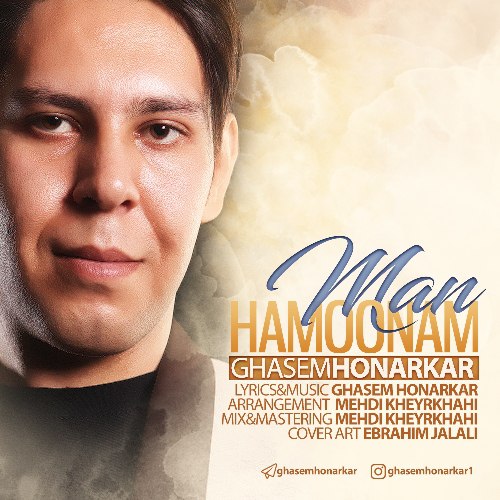 Man
HAMOONAM
GHASEMHONARKAR
LYRICS&MUSIC GHASEM HONARKAR
ARRANGEMENT MEHDI KHEYRKHAHI
MIX&MASTERING MEHDI KHEYRKHAHI
COVER ART EBRAHIM JALALI
ghasemhonarkar ghasemhonarkar1